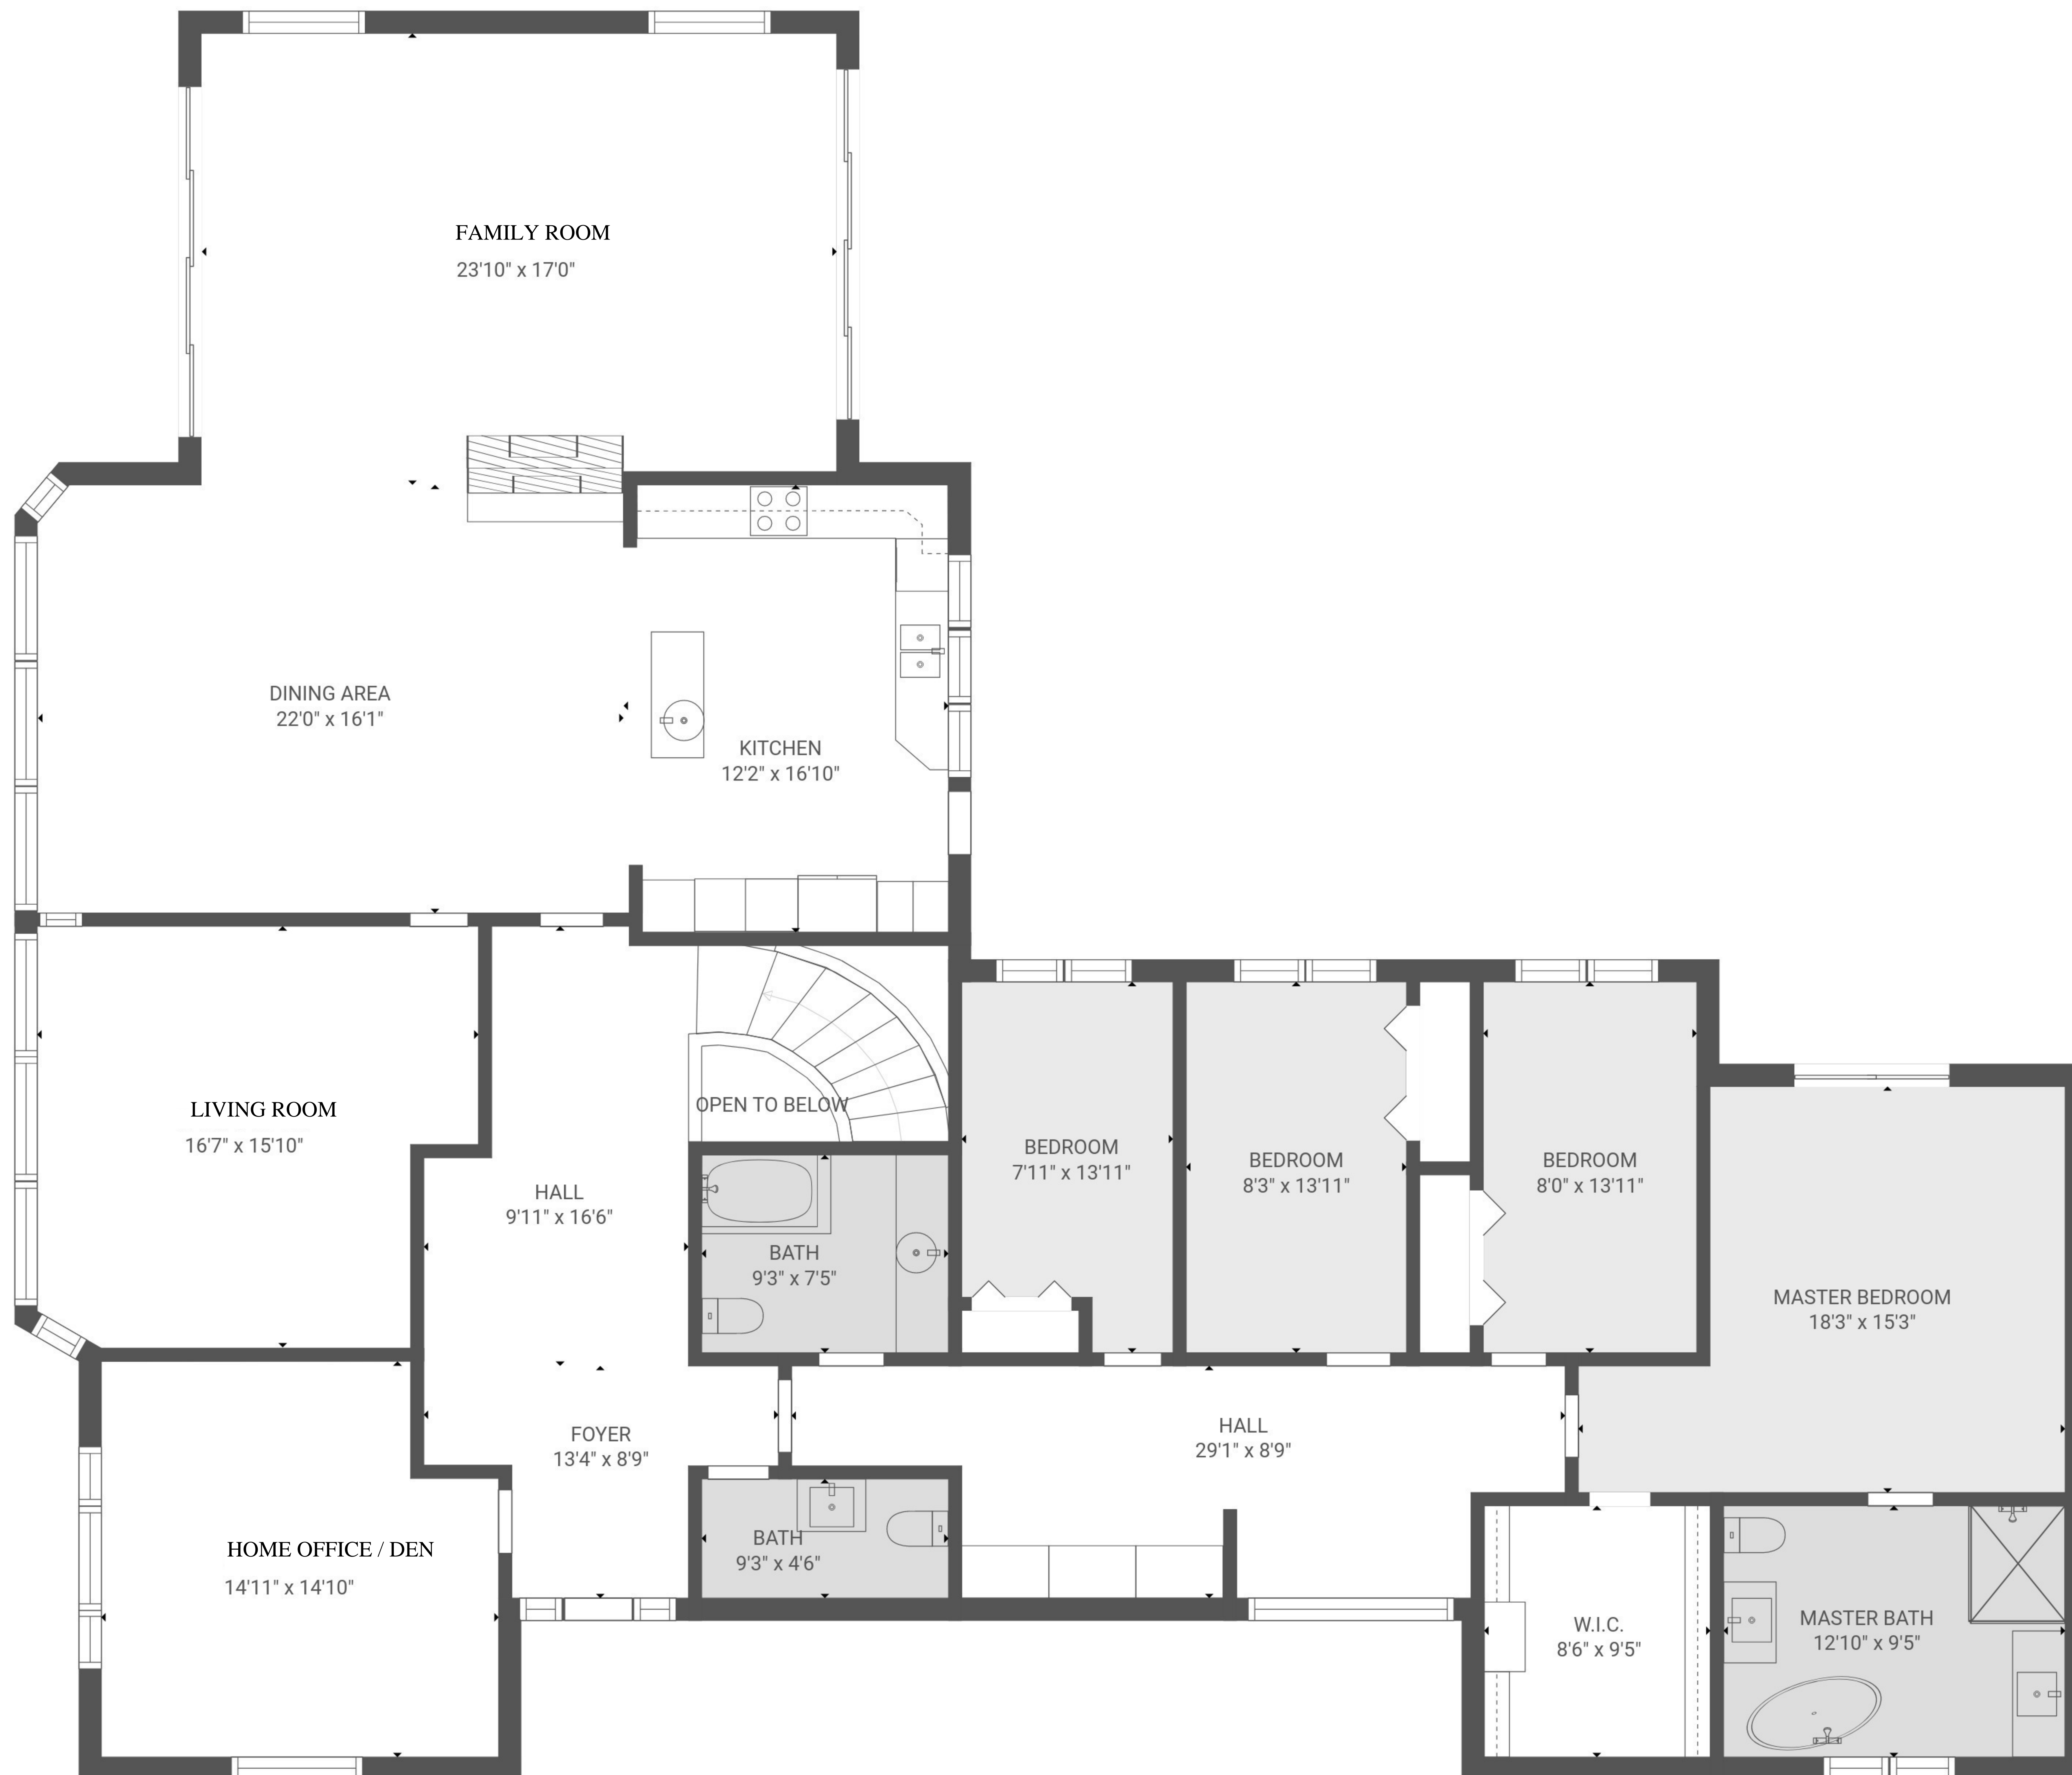 FAMILY ROOM
23'10" x 17'0"
DINING AREA
22'0" x 16'1"
KITCHEN
12'2" x 16'10"
LIVING ROOM
16'7" x 15'10"
HALL
9'11" x 16'6"
OPEN TO BELOW
BATH
9'3" x 7'5"
BEDROOM
7'11" x 13'11"
BEDROOM
8'3" x 13'11"
BEDROOM
8'0" x 13'11"
MASTER BEDROOM
18'3" x 15'3"
FOYER
13'4" x 8'9"
HALL
29'1" x 8'9"
HOME OFFICE / DEN
14'11" x 14'10"
BATH
9'3" x 4'6"
W.I.C.
8'6" x 9'5"
MASTER BATH
12'10" x 9'5"